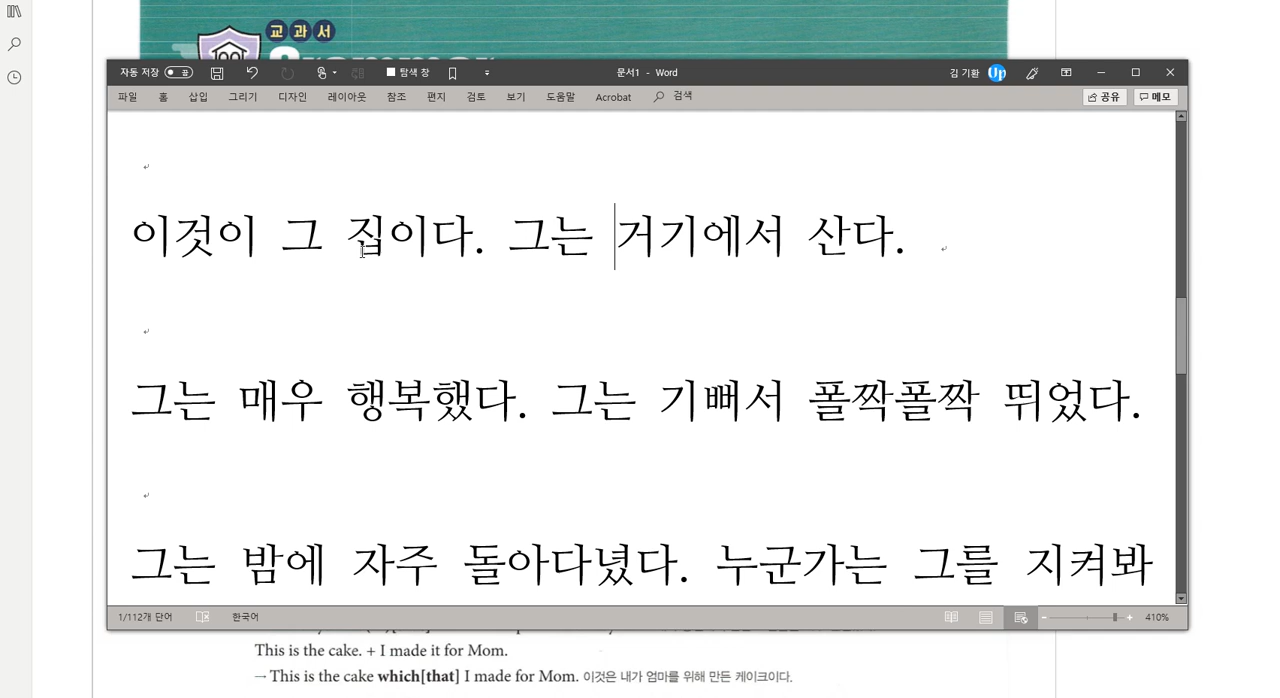 교과서
자동 저장 끔 탐색 창 문서1 - Word 김 기환 Up
파일 홈 삽입 그리기 디자인 레이아웃 참조 편지 검토 보기 도움말 Acrobat 검색 공유 메모
이것이 그 집이다. 그는 거기에서 산다.
그는 매우 행복했다. 그는 기뻐서 폴짝폴짝 뛰었다.
그는 밤에 자주 돌아다녔다. 누군가는 그를 지켜봐
1/112개 단어 한국어 410%
This is the cake. + I made it for Mom.
→ This is the cake which[that] I made for Mom. 이것은 내가 엄마를 위해 만든 케이크이다.